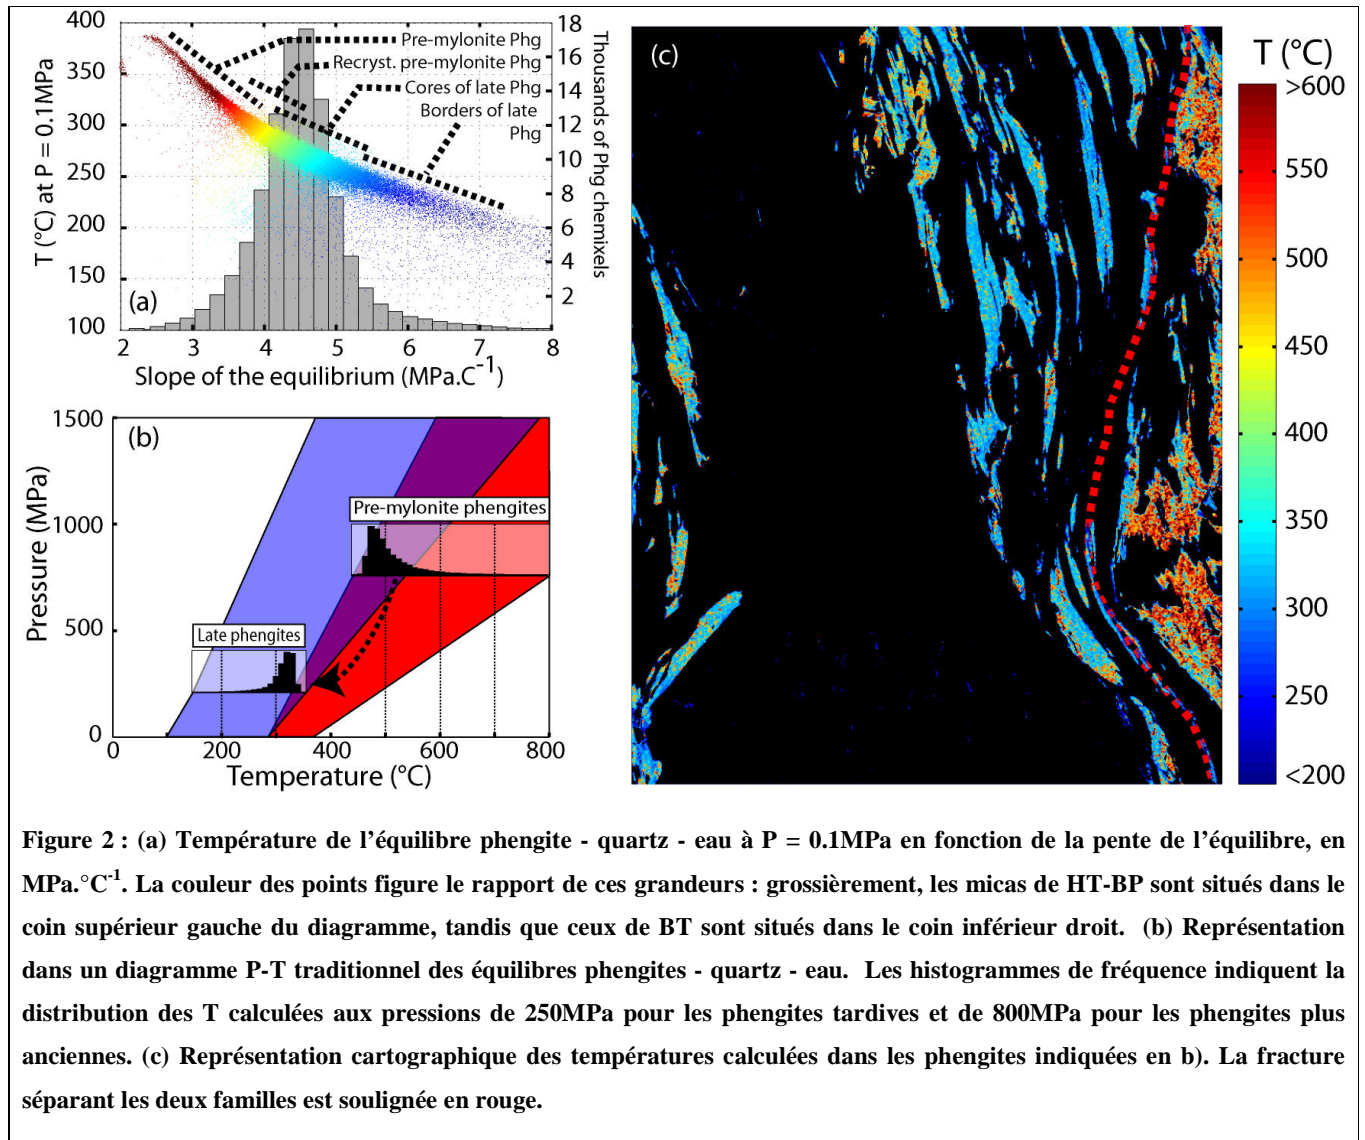 (a)
400
350
300
250
200
150
100
T (°C) at P = 0.1MPa
Pre-mylonite Phg
Recryst. pre-mylonite Phg
Cores of late Phg
Borders of late
Phg
18
16
14
12
10
8
6
4
2
Thousands of Phg chemixels
2 3 4 5 6 7 8
Slope of the equilibrium (MPa.C-1)
(b)
1500
1000
500
0
Pressure (MPa)
Pre-mylonite phengites
Late phengites
0 200 400 600 800
Temperature (°C)
(c)
T (°C)
>600
550
500
450
400
350
300
250
<200
Figure 2 : (a) Température de l’équilibre phengite - quartz - eau à P = 0.1MPa en fonction de la pente de l’équilibre, en
MPa.°C-1. La couleur des points figure le rapport de ces grandeurs : grossièrement, les micas de HT-BP sont situés dans le
coin supérieur gauche du diagramme, tandis que ceux de BT sont situés dans le coin inférieur droit. (b) Représentation
dans un diagramme P-T traditionnel des équilibres phengites - quartz - eau. Les histogrammes de fréquence indiquent la
distribution des T calculées aux pressions de 250MPa pour les phengites tardives et de 800MPa pour les phengites plus
anciennes. (c) Représentation cartographique des températures calculées dans les phengites indiquées en b). La fracture
séparant les deux familles est soulignée en rouge.